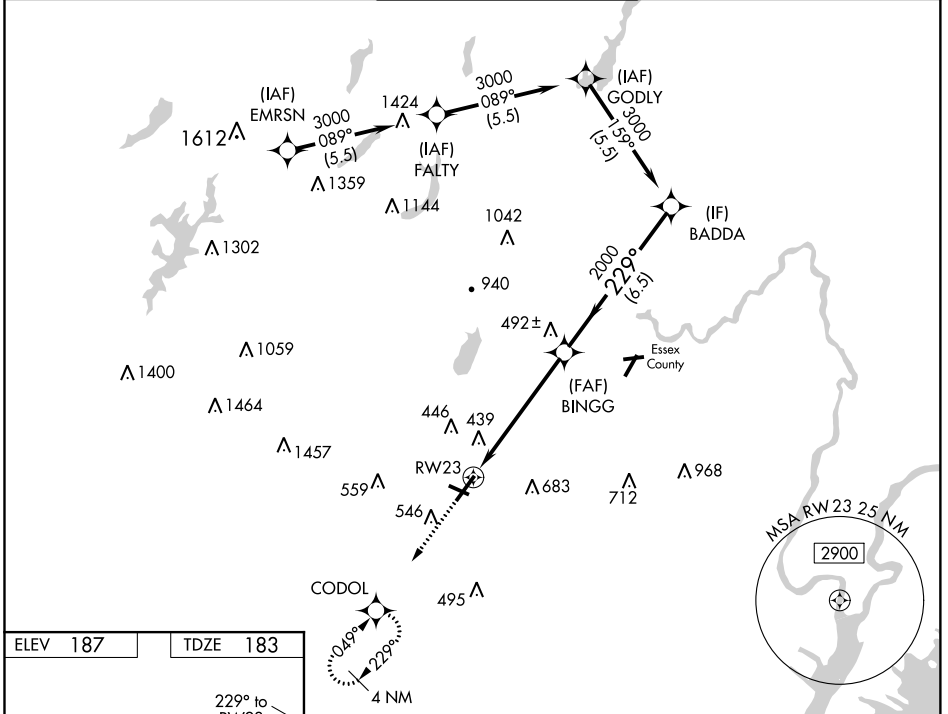 (IAF)
EMRSN
1612
3000
089°
(5.5)
1424
(IAF)
FALTY
3000
089°
(5.5)
(IAF)
GODLY
3000
159°
(5.5)
1359
1144
1042
(IF)
BADDA
1302
940
2000
229°
(6.5)
492±
1059
Essex
County
1400
(FAF)
BINGG
1464
446
439
1457
RW23
559
683
712
968
546
MSA RW23 25 NM
2900
CODOL
495
049°
229°
4 NM
ELEV 187
TDZE 183
229° to